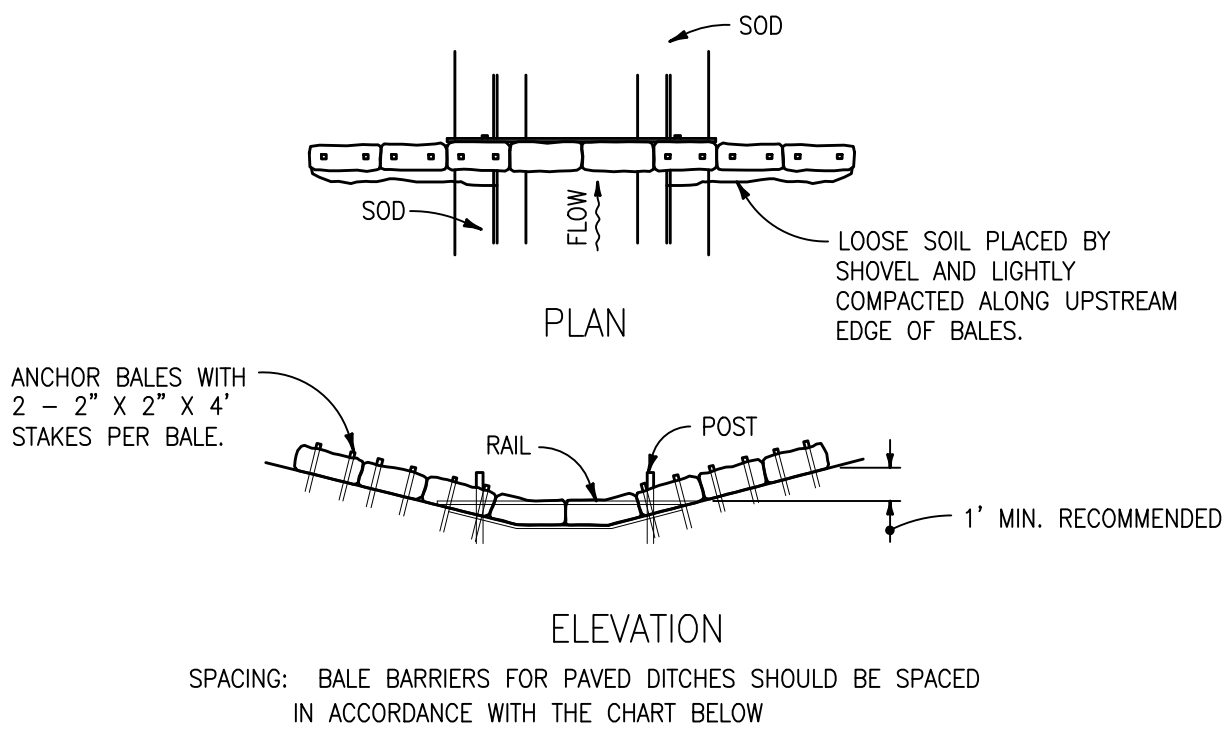 SOD
SOD
FLOW
LOOSE SOIL PLACED BY
SHOVEL AND LIGHTLY
COMPACTED ALONG UPSTREAM
EDGE OF BALES.
PLAN
ANCHOR BALES WITH
2 – 2" X 2" X 4'
STAKES PER BALE.
RAIL
POST
1' MIN. RECOMMENDED
ELEVATION
SPACING: BALE BARRIERS FOR PAVED DITCHES SHOULD BE SPACED
IN ACCORDANCE WITH THE CHART BELOW